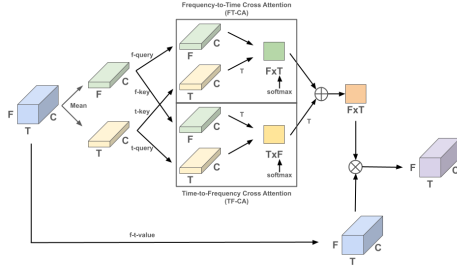 Frequency-to-Time Cross Attention
(FT-CA)
f-query
F
C
FxT
softmax
T
C
T
F
C
Mean
f-key
t-key
t-query
F
T
C
T
C
F
C
T
TxF
softmax
T
C
T
FxT
F
T
C
Time-to-Frequency Cross Attention
(TF-CA)
f-t-value
F
T
C